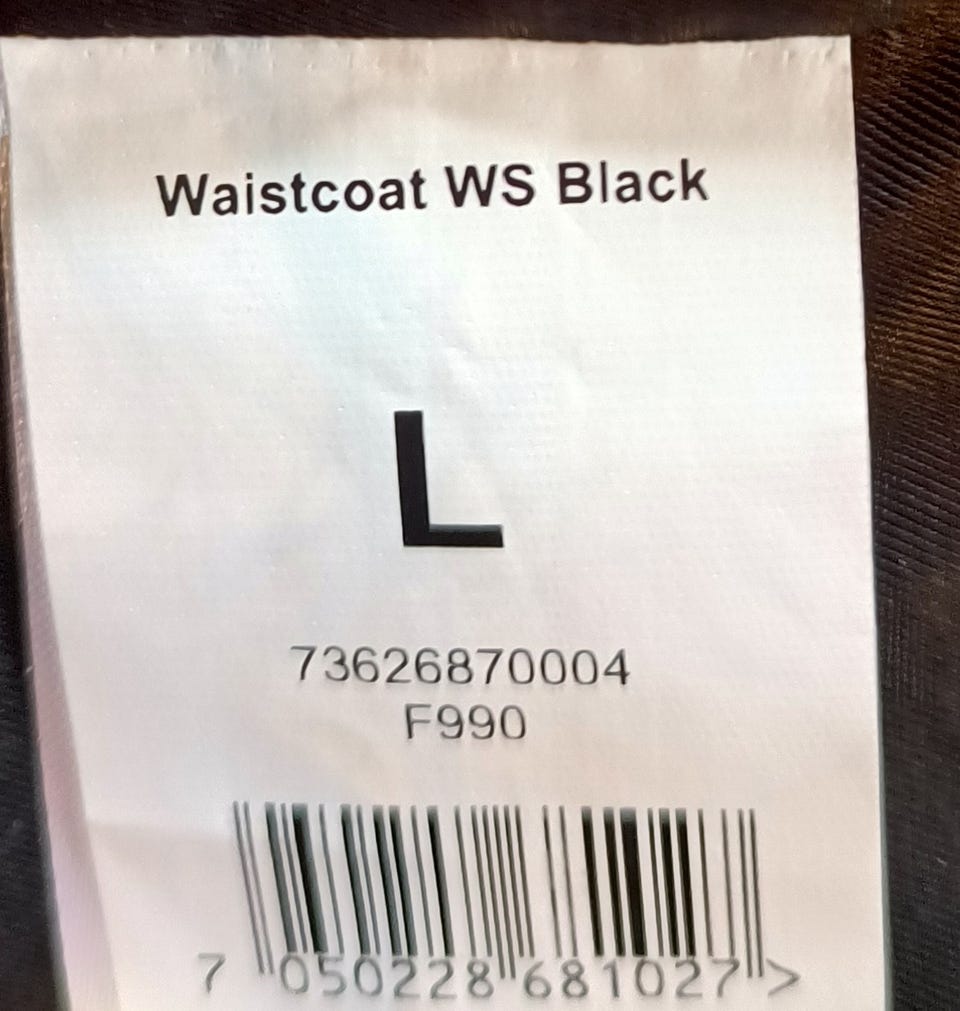 Waistcoat WS Black
L
73626870004
F990
7 050228 681027 >